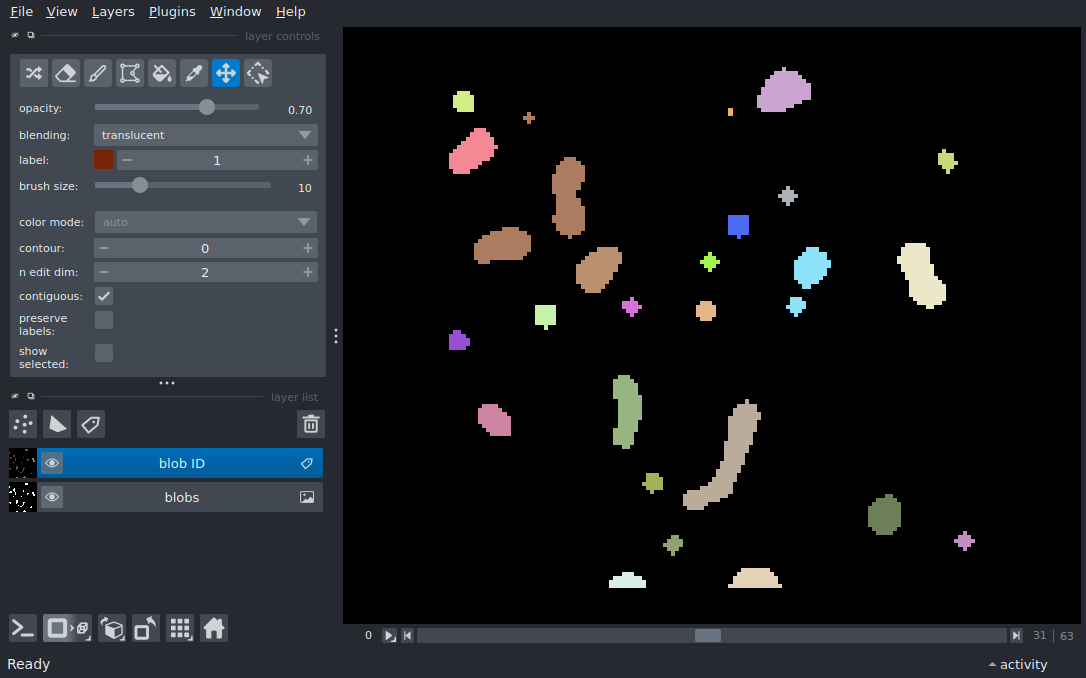 File View Layers Plugins Window Help
layer controls
opacity: 0.70
blending: translucent
label: 1
brush size: 10
color mode: auto
contour: 0
n edit dim: 2
contiguous:
preserve
labels:
show
selected:
layer list
blob ID
blobs
0 31 | 63
Ready activity